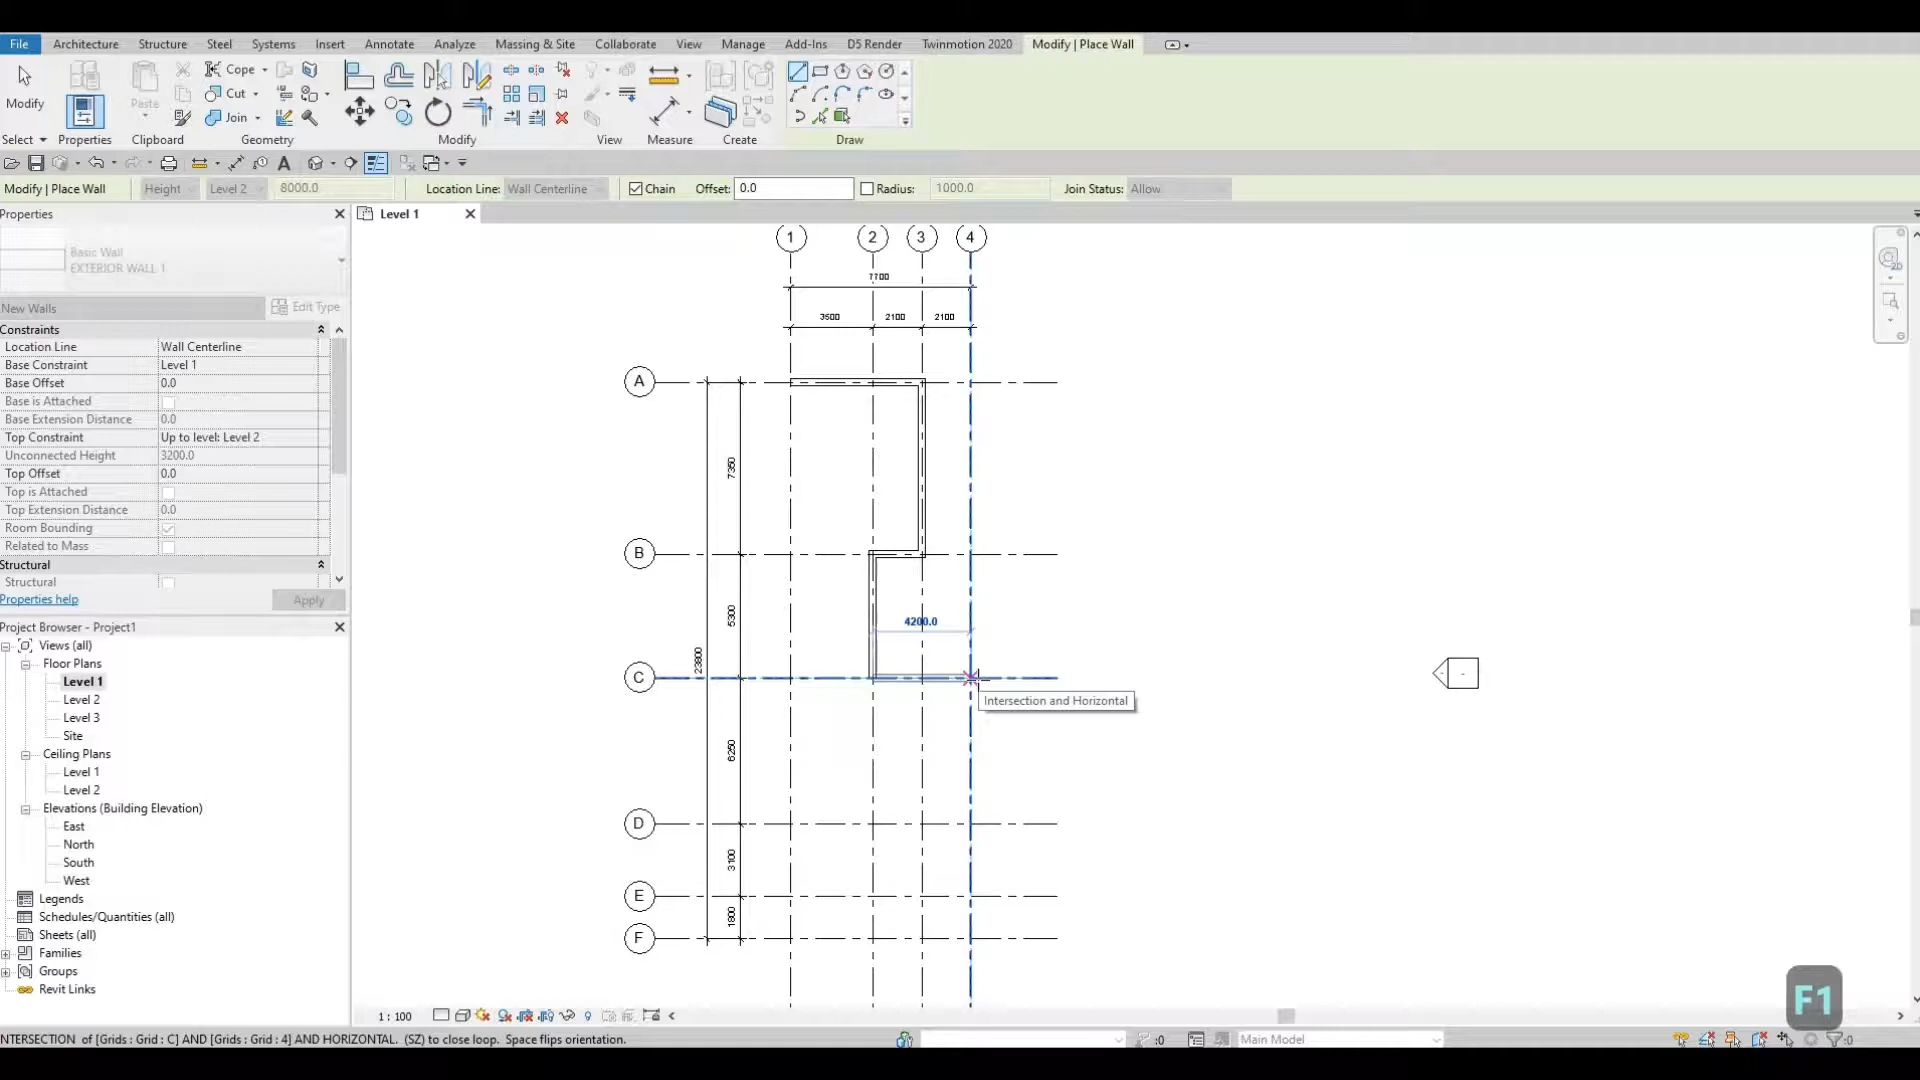 File Architecture Structure Steel Systems Insert Annotate Analyze Massing & Site Collaborate View Manage Add-Ins D5 Render Twinmotion 2020 Modify | Place Wall
Cope
Modify Paste Cut
Join
Select Properties Clipboard Geometry Modify View Measure Create Draw
Modify | Place Wall Height Level 2 8000.0 Location Line: Wall Centerline Chain Offset: 0.0 Radius: 1000.0 Join Status: Allow
Properties
Basic Wall
EXTERIOR WALL 1
New Walls Edit Type
Constraints
Location Line Wall Centerline
Base Constraint Level 1
Base Offset 0.0
Base is Attached
Base Extension Distance 0.0
Top Constraint Up to level: Level 2
Unconnected Height 3200.0
Top Offset 0.0
Top is Attached
Top Extension Distance 0.0
Room Bounding
Related to Mass
Structural
Structural
Properties help Apply
Project Browser - Project1
Views (all)
Floor Plans
Level 1
Level 2
Level 3
Site
Ceiling Plans
Level 1
Level 2
Elevations (Building Elevation)
East
North
South
West
Legends
Schedules/Quantities (all)
Sheets (all)
Families
Groups
Revit Links
Level 1
1 2 3 4
7700
3500 2100 2100
A
7350
B
5300
4200.0
23800
C
Intersection and Horizontal
6250
D
3100
E
1800
F
2D
F1
1 : 100
NTERSECTION of [Grids : Grid : C] AND [Grids : Grid : 4] AND HORIZONTAL. (SZ) to close loop. Space flips orientation.
:0 Main Model :0